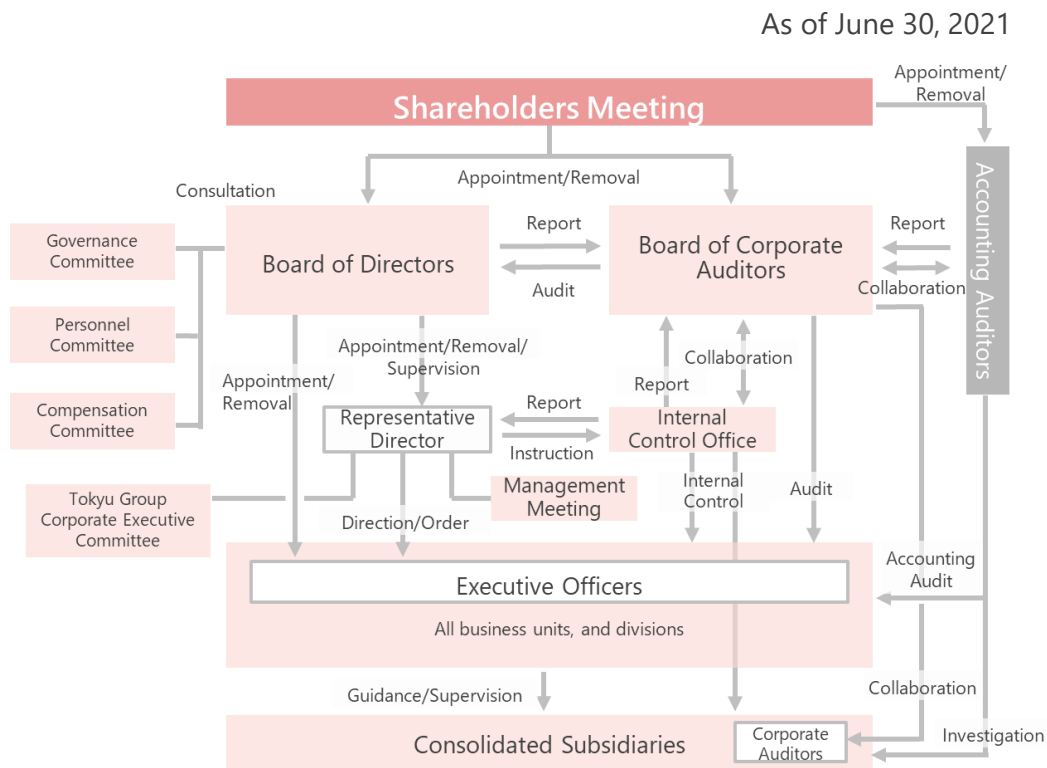 As of June 30, 2021
Appointment/
Removal
Shareholders Meeting
Appointment/Removal
Consultation
Accounting Auditors
Governance
Committee
Board of Directors
Report
Audit
Board of Corporate
Auditors
Report
Collaboration
Personnel
Committee
Appointment/Removal/
Supervision
Collaboration
Appointment/
Removal
Report
Compensation
Committee
Representative
Director
Report
Instruction
Internal
Control Office
Management
Meeting
Internal
Control
Audit
Tokyu Group
Corporate Executive
Committee
Direction/Order
Executive Officers
Accounting
Audit
All business units, and divisions
Guidance/Supervision
Collaboration
Consolidated Subsidiaries
Corporate
Auditors
Investigation